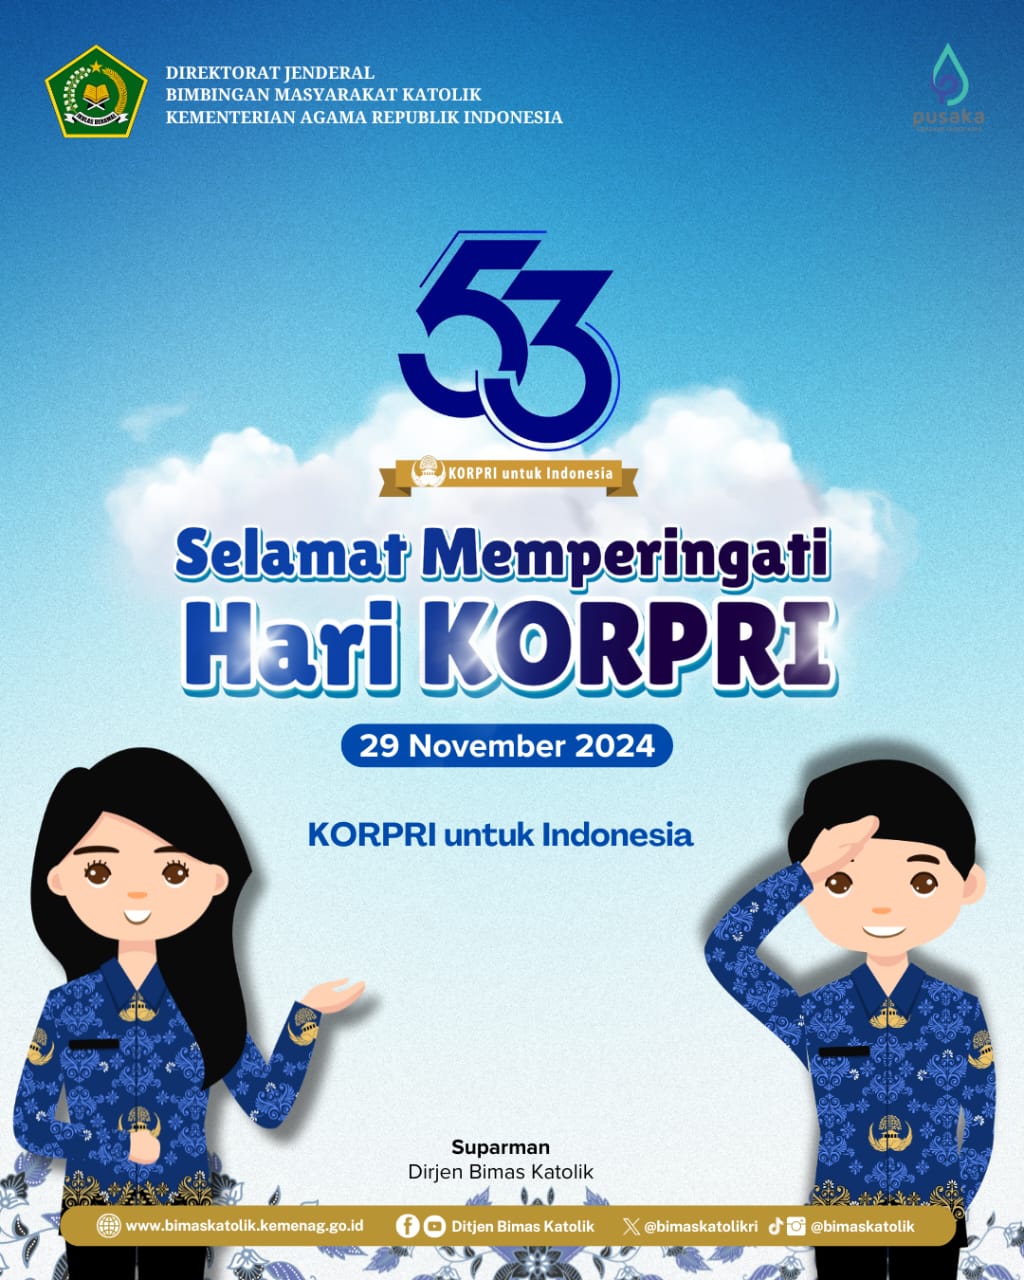 DIREKTORAT JENDERAL
BIMBINGAN MASYARAKAT KATOLIK
KEMENTERIAN AGAMA REPUBLIK INDONESIA
IKHLAS BERAMAL
pusaka
53
KORPRI untuk Indonesia
Selamat Memperingati
Hari KORPRI
29 November 2024
KORPRI untuk Indonesia
Suparman
Dirjen Bimas Katolik
www.bimaskatolik.kemenag.go.id Ditjen Bimas Katolik @bimaskatolikri @bimaskatolik